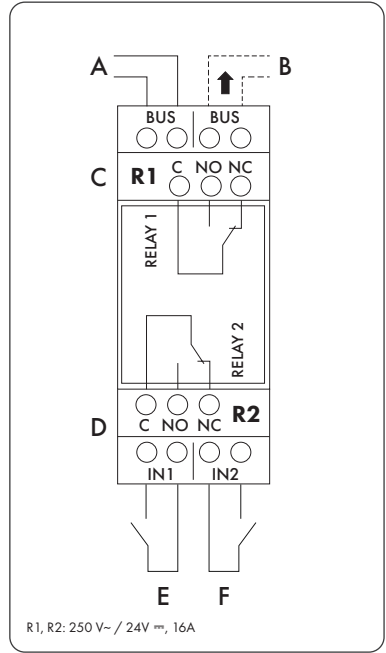 A B
BUS BUS
C R1 C NO NC
RELAY 1
RELAY 2
D C NO NC R2
IN1 IN2
E F
R1, R2: 250 V~ / 24V ⎓, 16A